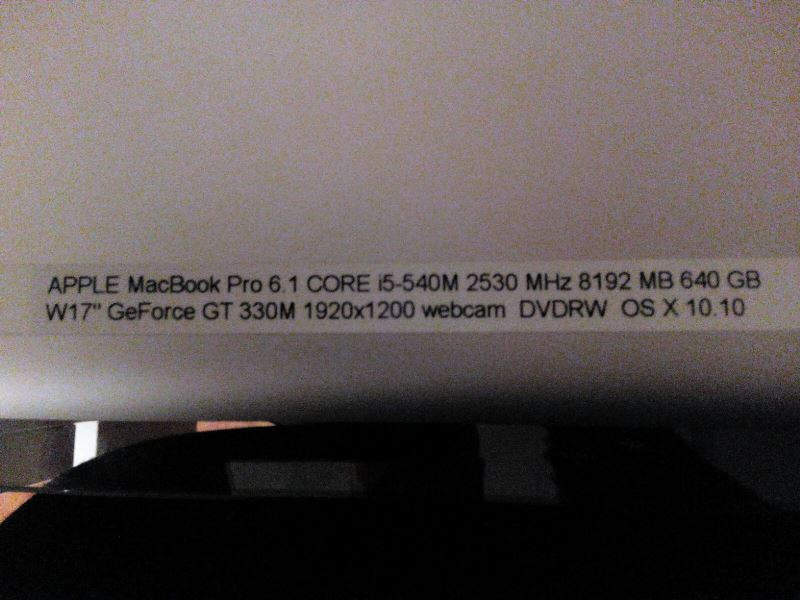 APPLE MacBook Pro 6.1 CORE i5-540M 2530 MHz 8192 MB 640 GB
W17" GeForce GT 330M 1920x1200 webcam DVDRW OS X 10.10